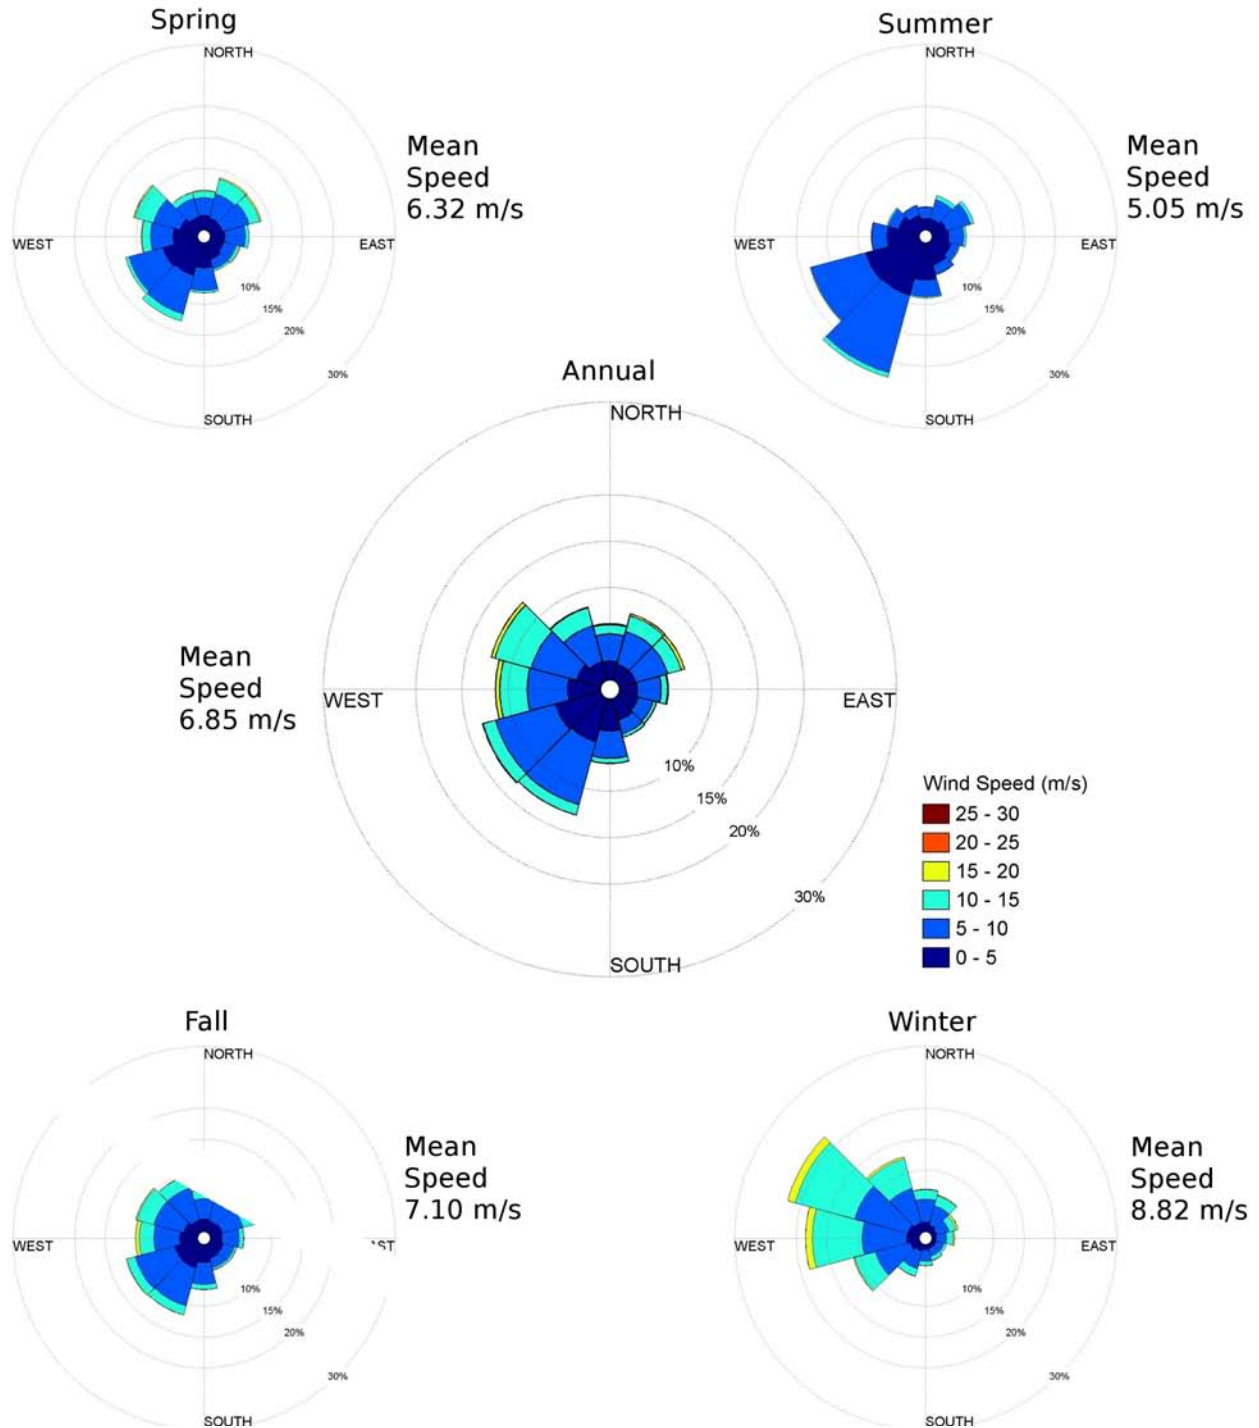 Spring
NORTH
Mean
Speed
6.32 m/s
WEST
EAST
10%
15%
20%
30%
SOUTH
Summer
NORTH
Mean
Speed
5.05 m/s
WEST
EAST
10%
15%
20%
30%
SOUTH
Annual
NORTH
Mean
Speed
6.85 m/s
WEST
EAST
10%
15%
20%
30%
SOUTH
Wind Speed (m/s)
25 - 30
20 - 25
15 - 20
10 - 15
5 - 10
0 - 5
Fall
NORTH
Mean
Speed
7.10 m/s
WEST
10%
15%
20%
30%
SOUTH
Winter
NORTH
Mean
Speed
8.82 m/s
WEST
EAST
10%
15%
20%
30%
SOUTH